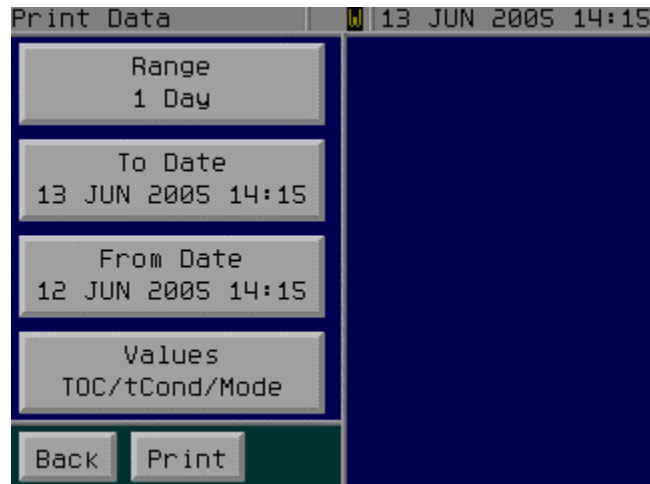 Print Data W 13 JUN 2005 14:15
Range
1 Day
To Date
13 JUN 2005 14:15
From Date
12 JUN 2005 14:15
Values
TOC/tCond/Mode
Back Print